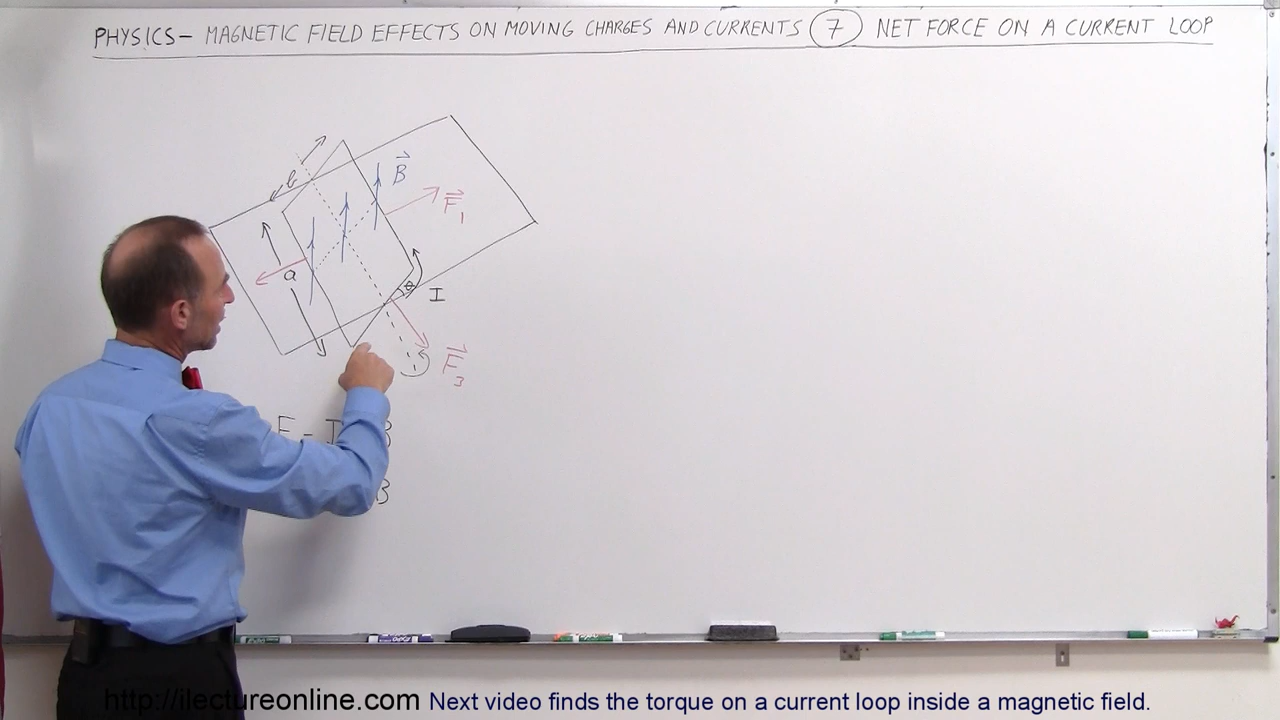 PHYSICS- MAGNETIC FIELD EFFECTS ON MOVING CHARGES AND CURRENTS 7 NET FORCE ON A CURRENT LOOP
b
B
F1
a
θ
I
F3
F = I B
B
http://ilectureonline.com Next video finds the torque on a current loop inside a magnetic field.